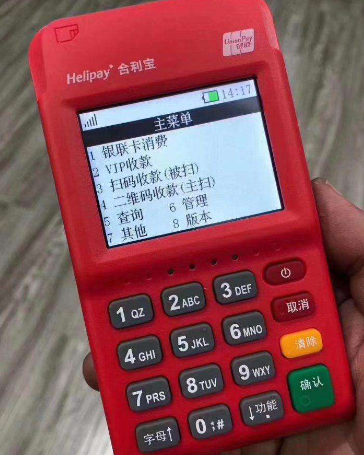 UnionPay
银联
Helipay 合利宝
14:17
主菜单
1 银联卡消费
2 VIP收款
3 扫码收款(被扫)
4 二维码收款(主扫)
5 查询 6 管理
7 其他 8 版本
1 QZ 2 ABC 3 DEF
取消
4 GHI 5 JKL 6 MNO
清除
7 PRS 8 TUV 9 WXY
确认
字母↑ 0 ;# ↓功能